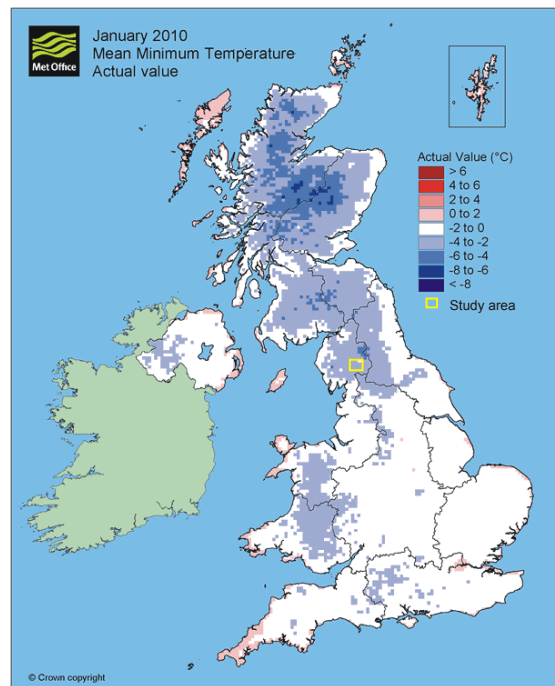 Met Office
January 2010
Mean Minimum Temperature
Actual value
Actual Value (°C)
> 6
4 to 6
2 to 4
0 to 2
-2 to 0
-4 to -2
-6 to -4
-8 to -6
< -8
Study area
© Crown copyright